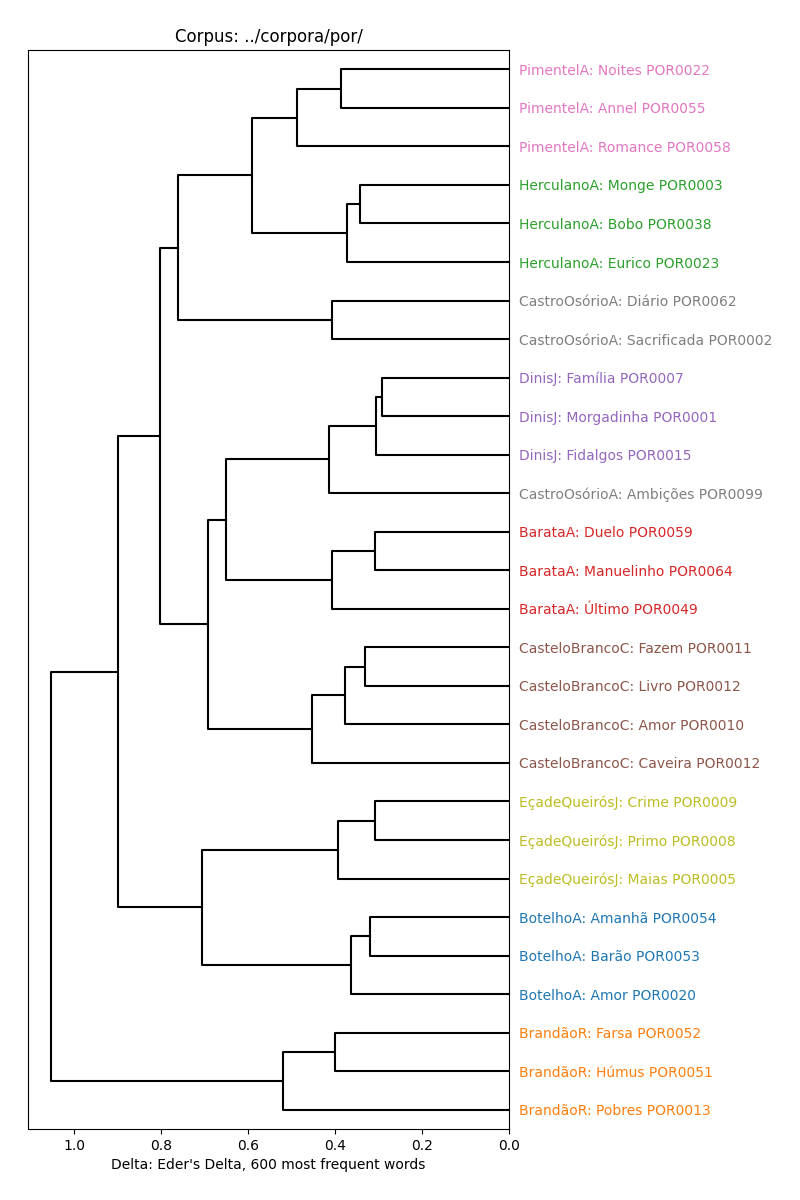 Corpus: ../corpora/por/
PimentelA: Noites POR0022
PimentelA: Annel POR0055
PimentelA: Romance POR0058
HerculanoA: Monge POR0003
HerculanoA: Bobo POR0038
HerculanoA: Eurico POR0023
CastroOsórioA: Diário POR0062
CastroOsórioA: Sacrificada POR0002
DinisJ: Família POR0007
DinisJ: Morgadinha POR0001
DinisJ: Fidalgos POR0015
CastroOsórioA: Ambições POR0099
BarataA: Duelo POR0059
BarataA: Manuelinho POR0064
BarataA: Último POR0049
CasteloBrancoC: Fazem POR0011
CasteloBrancoC: Livro POR0012
CasteloBrancoC: Amor POR0010
CasteloBrancoC: Caveira POR0012
EçadeQueirósJ: Crime POR0009
EçadeQueirósJ: Primo POR0008
EçadeQueirósJ: Maias POR0005
BotelhoA: Amanhã POR0054
BotelhoA: Barão POR0053
BotelhoA: Amor POR0020
BrandãoR: Farsa POR0052
BrandãoR: Húmus POR0051
BrandãoR: Pobres POR0013
1.0 0.8 0.6 0.4 0.2 0.0
Delta: Eder's Delta, 600 most frequent words